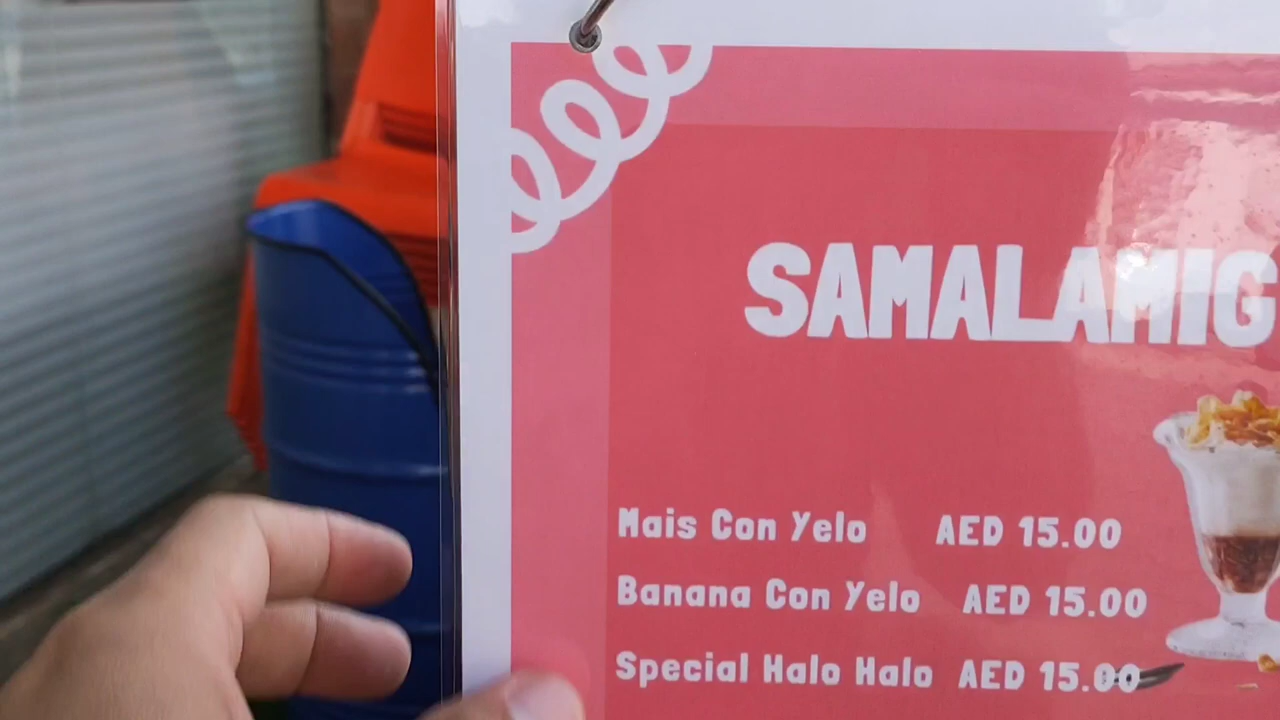 SAMALAMIG
Mais Con Yelo AED 15.00
Banana Con Yelo AED 15.00
Special Halo Halo AED 15.00